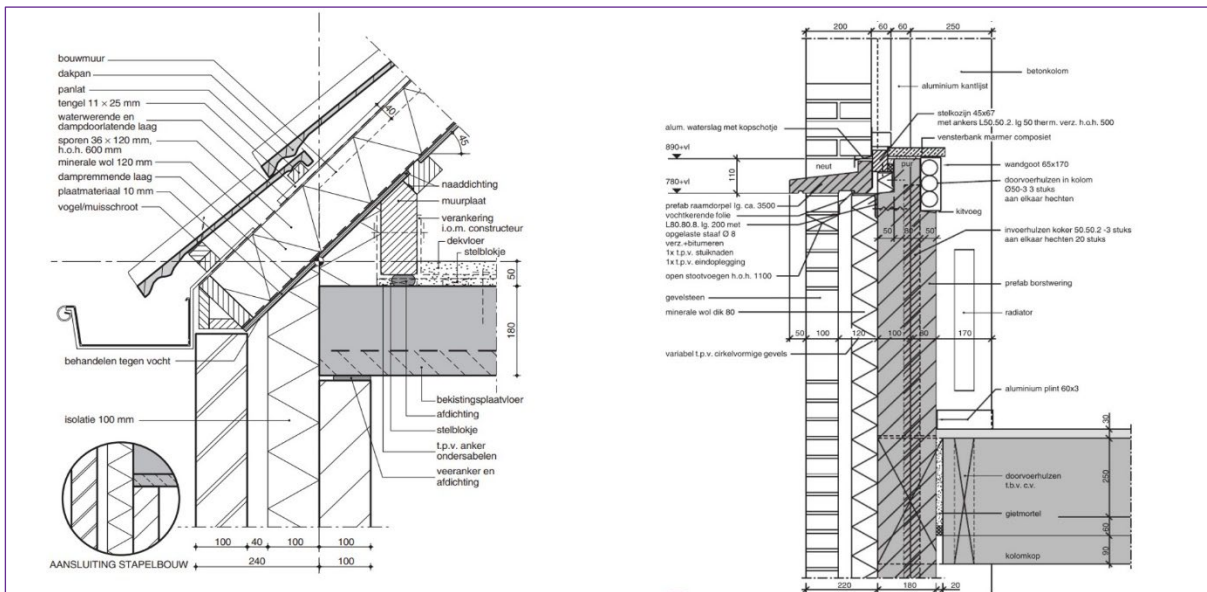 bouwmuur
dakpan
panlat
tengel 11 × 25 mm
waterwerende en
dampdoorlatende laag
sporen 36 × 120 mm,
h.o.h. 600 mm
minerale wol 120 mm
dampremmende laag
plaatmateriaal 10 mm
vogel/muisschroot
40
45
naaddichting
muurplaat
verankering
i.o.m. constructeur
dekvloer
stelblokje
50
180
behandelen tegen vocht
isolatie 100 mm
bekistingsplaatvloer
afdichting
stelblokje
t.p.v. anker
ondersabelen
veeranker en
afdichting
100 40 100 100
240 100
AANSLUITING STAPELBOUW
200 60 60 250
betonkolom
aluminium kantlijst
stelkozijn 45x67
met ankers L50.50.2. lg 50 therm. verz. h.o.h. 500
vensterbank marmer composiet
alum. waterslag met kopschotje
890+vl
neut
pur
110
780+vl
wandgoot 65x170
doorvoerhulzen in kolom
Ø50-3 3 stuks
aan elkaar hechten
kitvoeg
prefab raamdorpel lg. ca. 3500
vochtkerende folie
L80.80.8. lg. 200 met
opgelaste staaf Ø 8
verz.+bitumeren
1x t.p.v. stuiknaden
1x t.p.v. eindoplegging
open stootvoegen h.o.h. 1100
50 80 50
invoerhulzen koker 50.50.2 -3 stuks
aan elkaar hechten 20 stuks
prefab borstwering
gevelsteen
minerale wol dik 80
radiator
50 100 120 100 80 170
variabel t.p.v. cirkelvormige gevels
aluminium plint 60x3
30
doorvoerhulzen
t.b.v. c.v.
250
gietmortel
60
kolomkop
90
220 180 20